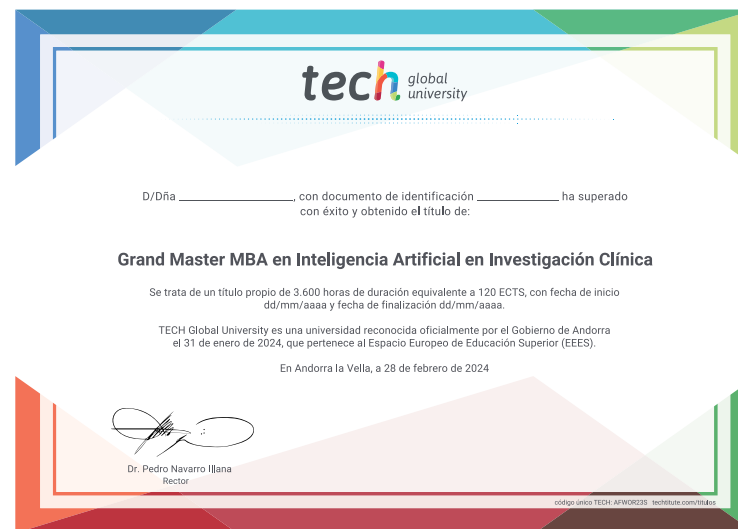 tech global university
D/Dña ____________________, con documento de identificación ______________ ha superado
con éxito y obtenido el título de:
Grand Master MBA en Inteligencia Artificial en Investigación Clínica
Se trata de un título propio de 3.600 horas de duración equivalente a 120 ECTS, con fecha de inicio
dd/mm/aaaa y fecha de finalización dd/mm/aaaa.
TECH Global University es una universidad reconocida oficialmente por el Gobierno de Andorra
el 31 de enero de 2024, que pertenece al Espacio Europeo de Educación Superior (EEES).
En Andorra la Vella, a 28 de febrero de 2024
Dr. Pedro Navarro Illana
Rector
código único TECH: AFWOR23S techtitute.com/titulos